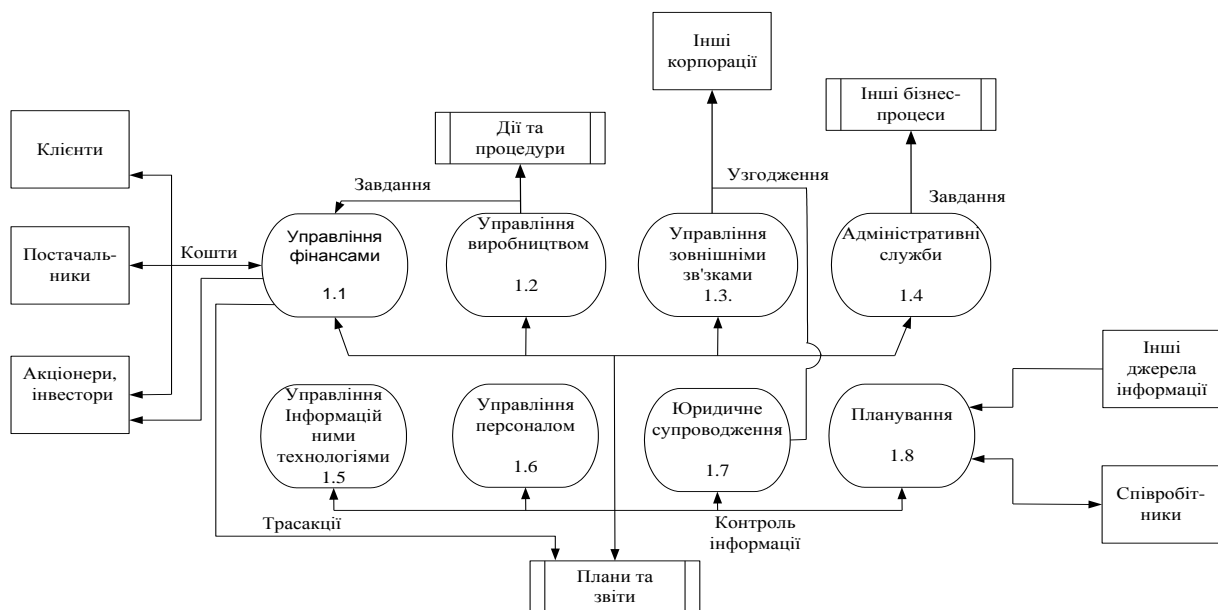 Інші
корпорації
Інші бізнес-
процеси
Дії та
процедури
Клієнти
Завдання
Узгодження
Завдання
Управління
фінансами
1.1
Управління
виробництвом
1.2
Управління
зовнішніми
зв'язками
1.3.
Адміністративні
служби
1.4
Постачаль-
ники
Кошти
Акціонери,
інвестори
Управління
Інформацій
ними
технологіями
1.5
Управління
персоналом
1.6
Юридичне
супроводження
1.7
Планування
1.8
Інші
джерела
інформації
Співробіт-
ники
Трасакції
Контроль
інформації
Плани та
звіти